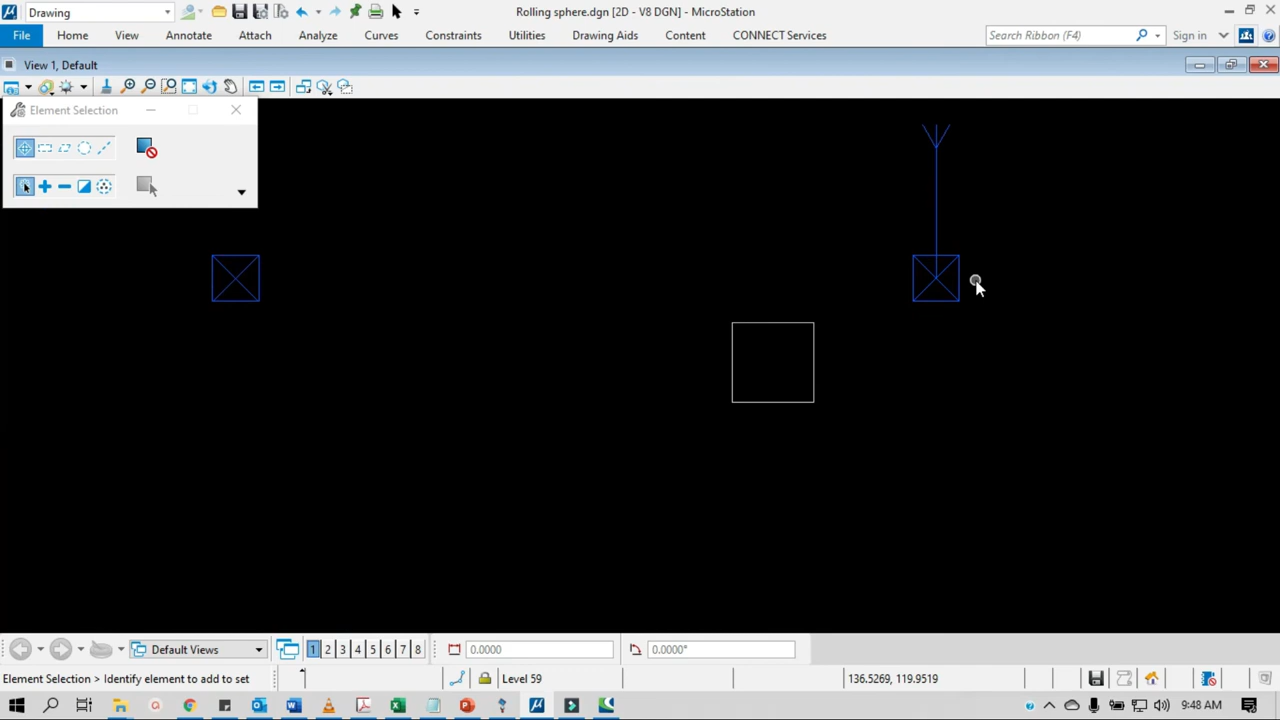 Drawing
Rolling sphere.dgn [2D - V8 DGN] - MicroStation
File Home View Annotate Attach Analyze Curves Constraints Utilities Drawing Aids Content CONNECT Services Search Ribbon (F4) Sign in
View 1, Default
Element Selection
Default Views 1 2 3 4 5 6 7 8 0.0000 0.0000°
Element Selection > Identify element to add to set Level 59 136.5269, 119.9519
9:48 AM